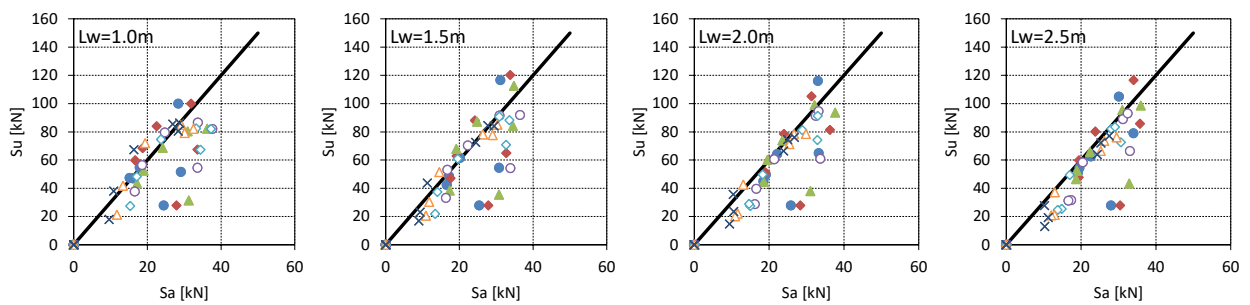 160 160 160 160
Lw=1.0m Lw=1.5m Lw=2.0m Lw=2.5m
140 140 140 140
120 120 120 120
100 100 100 100
Su [kN] Su [kN] Su [kN] Su [kN]
80 80 80 80
60 60 60 60
40 40 40 40
20 20 20 20
0 0 0 0
0 20 40 60 0 20 40 60 0 20 40 60 0 20 40 60
Sa [kN] Sa [kN] Sa [kN] Sa [kN]